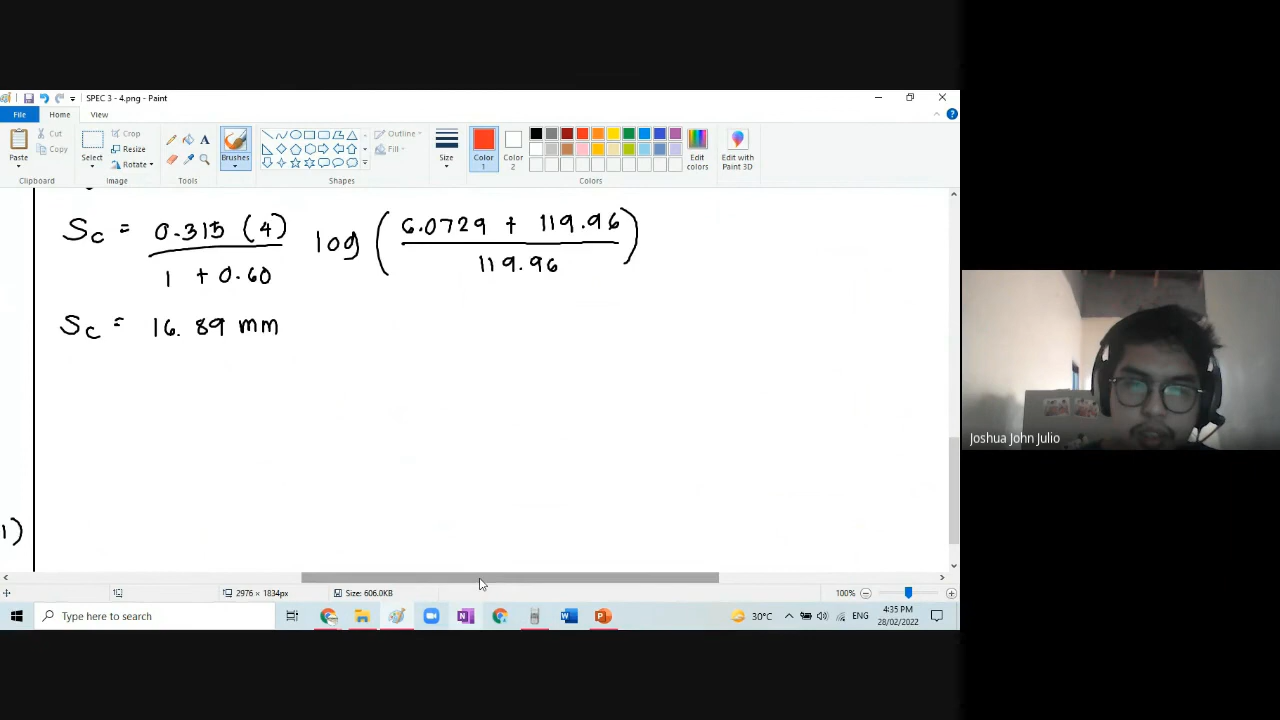 SPEC 3 - 4.png - Paint
File Home View
Paste
Cut
Copy
Clipboard
Select
Crop
Resize
Rotate
Image
Tools
Brushes
Shapes
Outline
Fill
Size
Color 1
Color 2
Edit colors
Colors
Edit with Paint 3D
Sc = 0.315 (4) / 1 + 0.60 log ( 6.0729 + 119.96 / 119.96 )
Sc = 16.89 mm
1)
Joshua John Julio
2976 × 1834px
Size: 606.0KB
100%
Type here to search
30°C
ENG
4:35 PM
28/02/2022